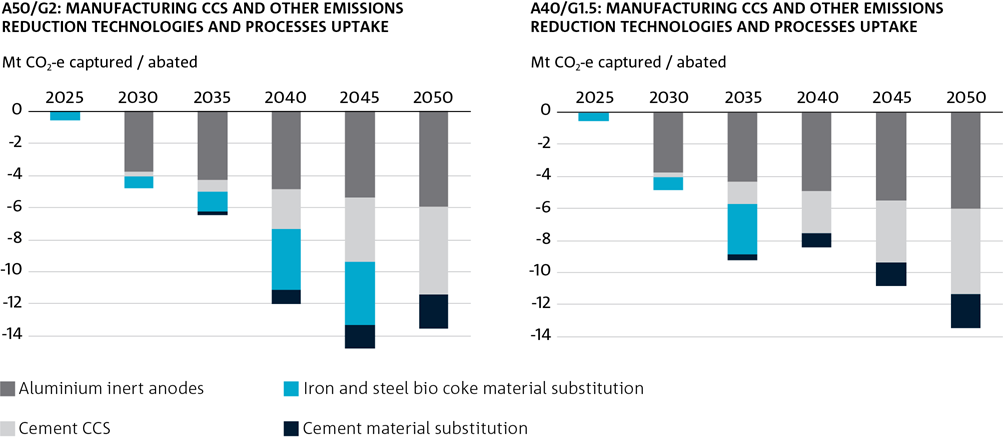 A50/G2: MANUFACTURING CCS AND OTHER EMISSIONS
REDUCTION TECHNOLOGIES AND PROCESSES UPTAKE
Mt CO₂-e captured / abated
2025 2030 2035 2040 2045 2050
0
-2
-4
-6
-8
-10
-12
-14
A40/G1.5: MANUFACTURING CCS AND OTHER EMISSIONS
REDUCTION TECHNOLOGIES AND PROCESSES UPTAKE
Mt CO₂-e captured / abated
2025 2030 2035 2040 2045 2050
0
-2
-4
-6
-8
-10
-12
-14
Aluminium inert anodes
Iron and steel bio coke material substitution
Cement CCS
Cement material substitution